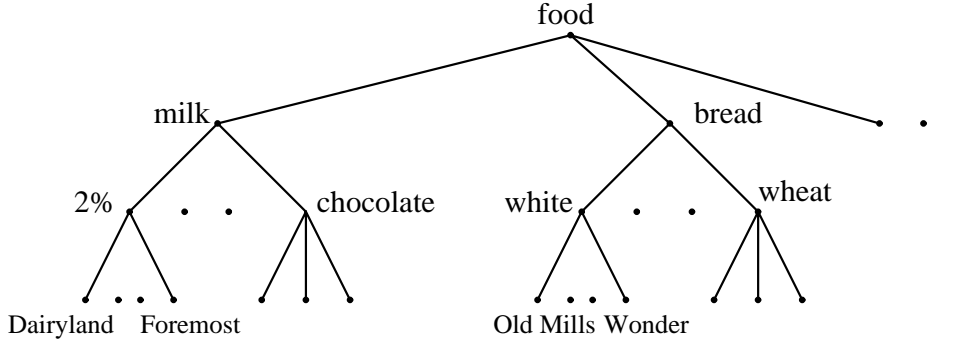 food
milk
bread
2%
chocolate
white
wheat
Dairyland
Foremost
Old Mills
Wonder